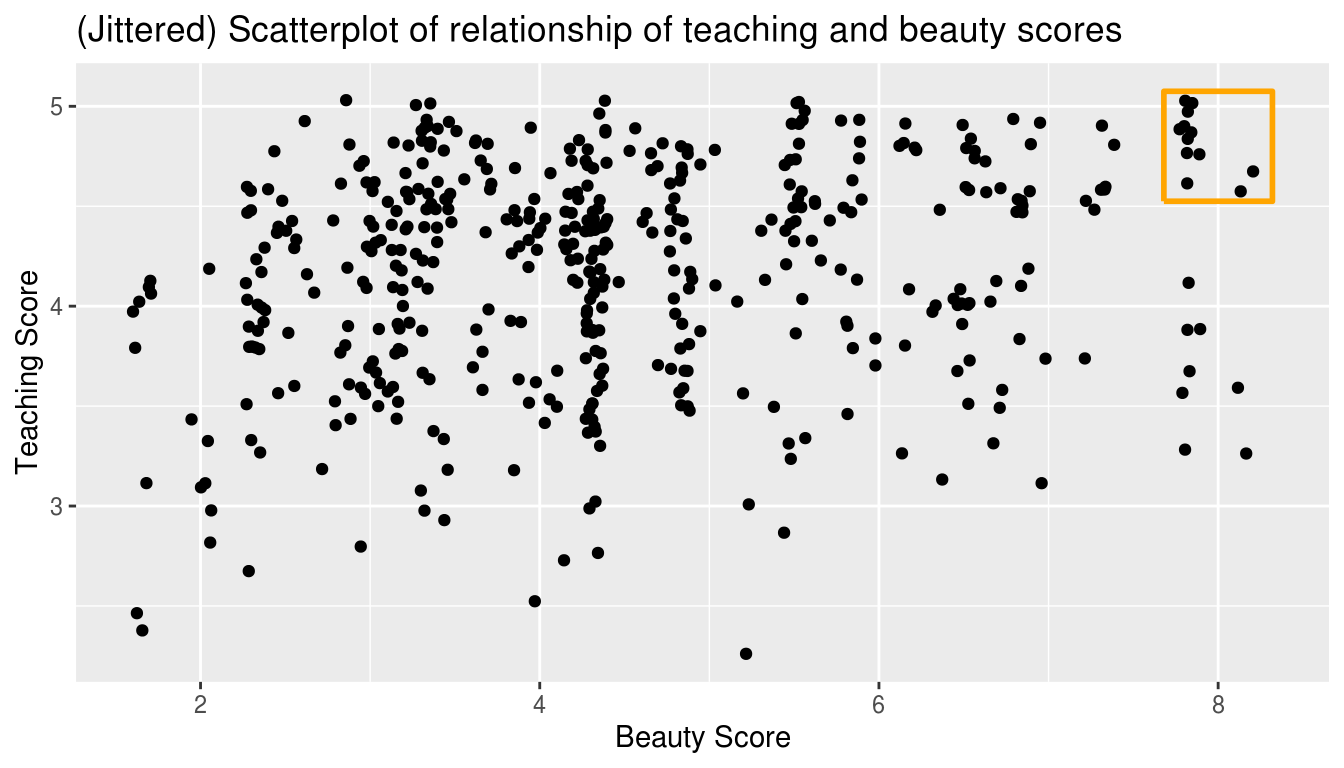 (Jittered) Scatterplot of relationship of teaching and beauty scores
5
4
3
Teaching Score
2 4 6 8
Beauty Score